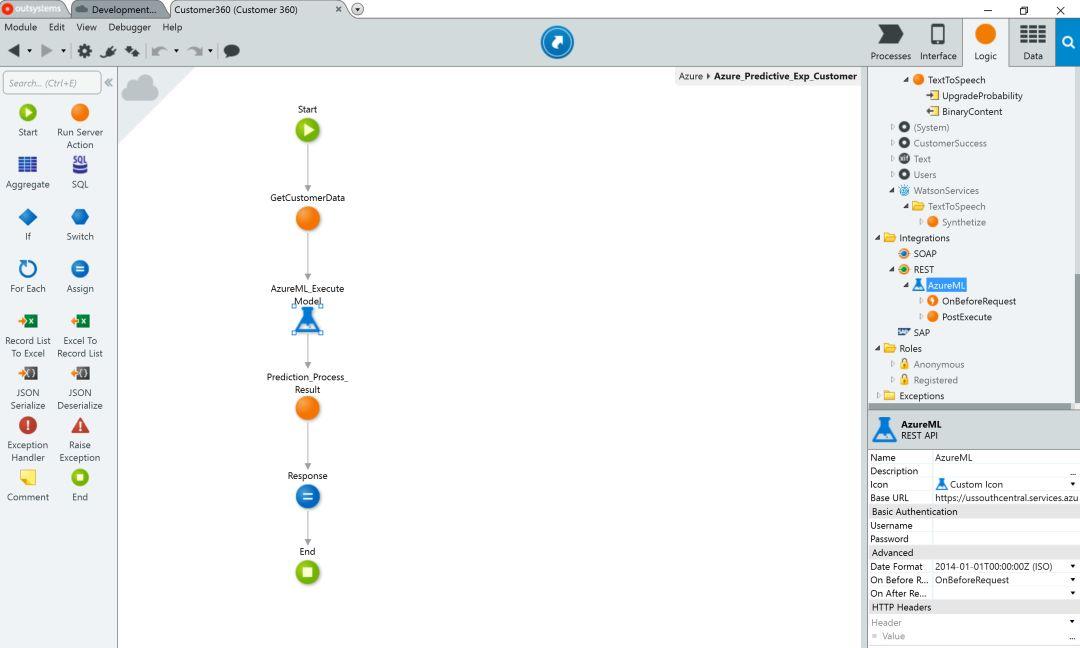 outsystems
Development...
Customer360 (Customer 360)
Module
Edit
View
Debugger
Help
Processes
Interface
Logic
Data
Search... (Ctrl+E)
Start
Run Server
Action
Aggregate
SQL
SQL
If
Switch
For Each
Assign
Record List
To Excel
Excel To
Record List
JSON
Serialize
JSON
Deserialize
Exception
Handler
Raise
Exception
Comment
End
Azure
Azure_Predictive_Exp_Customer
Start
GetCustomerData
AzureML_Execute
Model
Prediction_Process_
Result
Response
End
TextToSpeech
UpgradeProbability
BinaryContent
(System)
CustomerSuccess
Text
Users
WatsonServices
TextToSpeech
Synthetize
Integrations
SOAP
REST
AzureML
OnBeforeRequest
PostExecute
SAP
SAP
Roles
Anonymous
Registered
Exceptions
AzureML
REST API
Name AzureML
Description ...
Icon Custom Icon
Base URL https://ussouthcentral.services.azu
Basic Authentication
Username
Password
Advanced
Date Format 2014-01-01T00:00:00Z (ISO)
On Before R... OnBeforeRequest
On After Re...
HTTP Headers
Header
Value ...